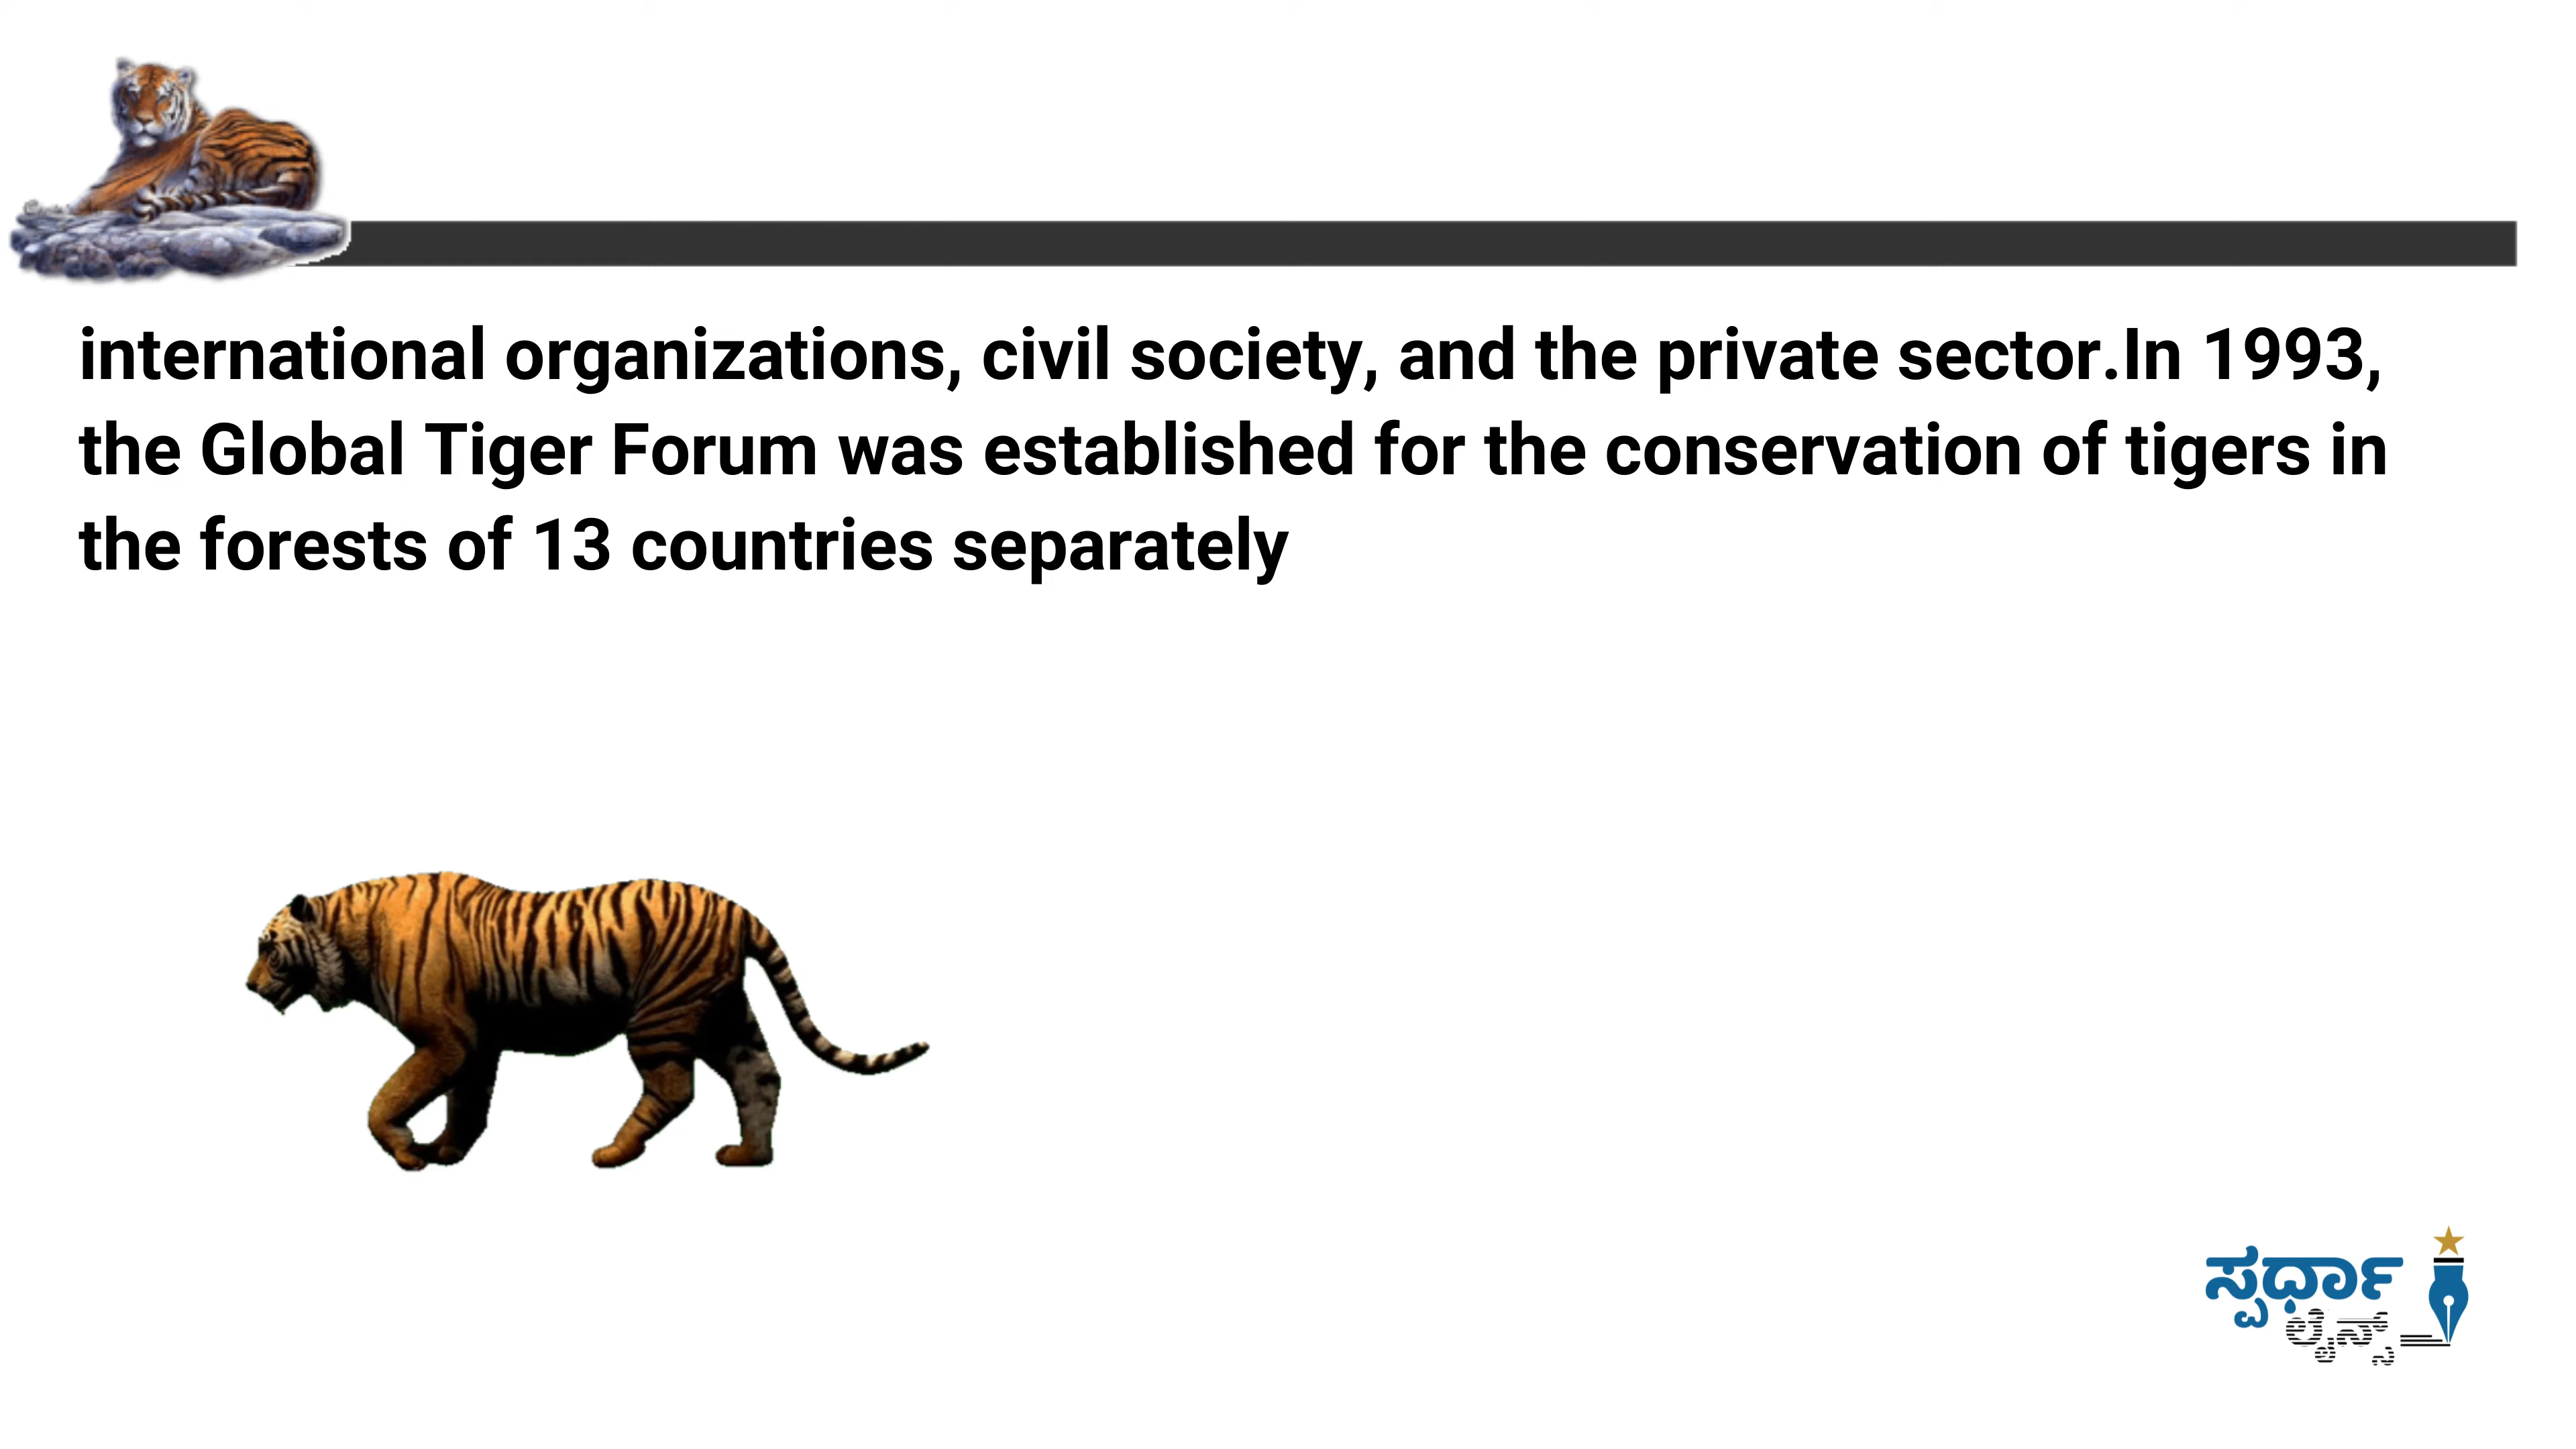 international organizations, civil society, and the private sector.In 1993,
the Global Tiger Forum was established for the conservation of tigers in
the forests of 13 countries separately
ಸ್ಪರ್ಧಾ
ಲೈನ್ಸ್